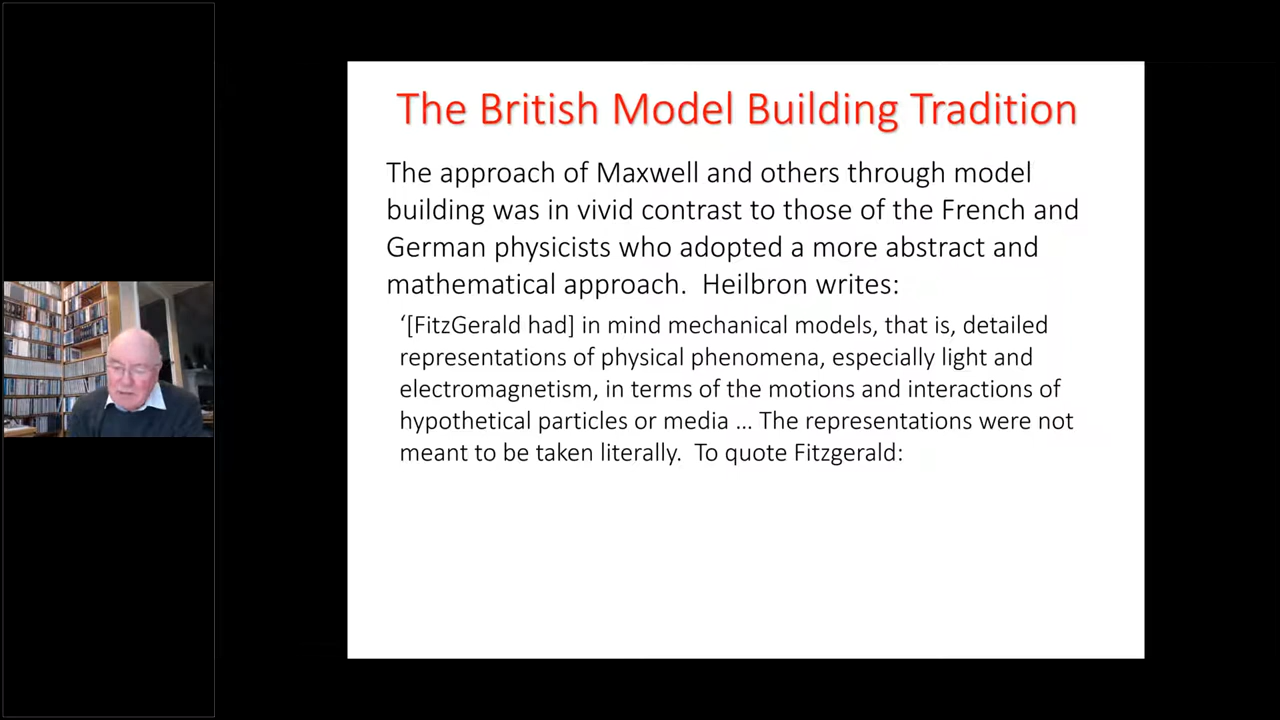 The British Model Building Tradition
The approach of Maxwell and others through model
building was in vivid contrast to those of the French and
German physicists who adopted a more abstract and
mathematical approach.  Heilbron writes:
‘[FitzGerald had] in mind mechanical models, that is, detailed
representations of physical phenomena, especially light and
electromagnetism, in terms of the motions and interactions of
hypothetical particles or media … The representations were not
meant to be taken literally.  To quote Fitzgerald: